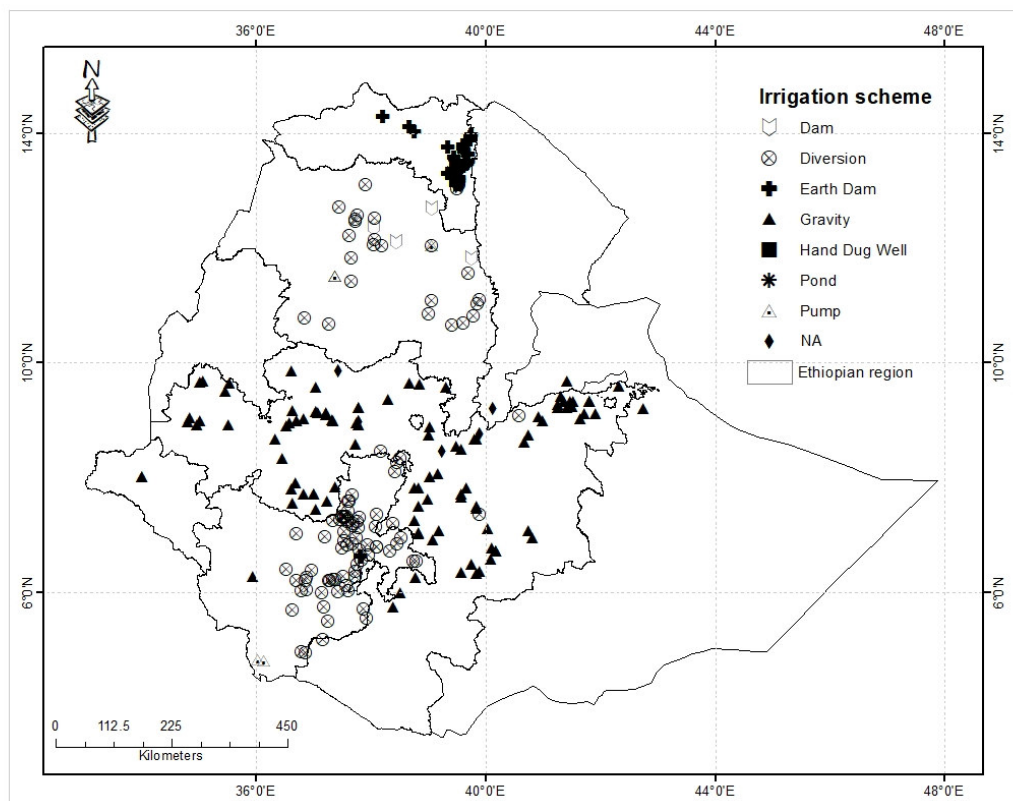 36°0'E 40°0'E 44°0'E 48°0'E
N
Irrigation scheme
Dam
Diversion
Earth Dam
Gravity
Hand Dug Well
Pond
Pump
NA
Ethiopian region
14°0'N 14°0'N
10°0'N 10°0'N
6°0'N 6°0'N
0 112.5 225 450
Kilometers
36°0'E 40°0'E 44°0'E 48°0'E